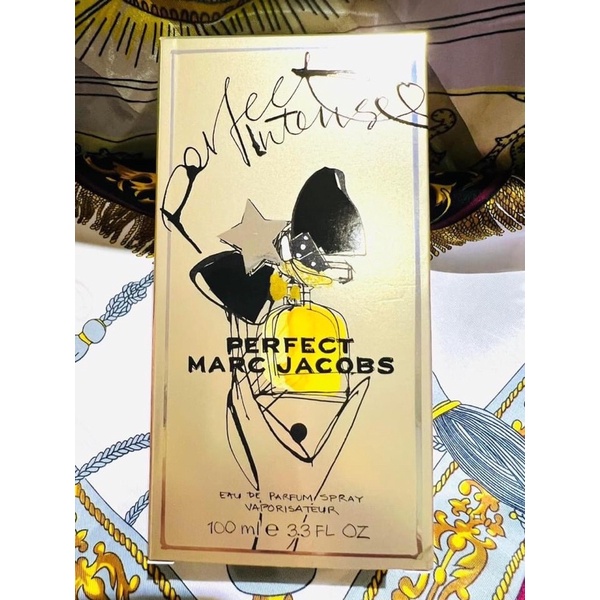 perfect
intense
PERFECT
MARC JACOBS
EAU DE PARFUM SPRAY
VAPORISATEUR
100 ml e 3.3 FL OZ